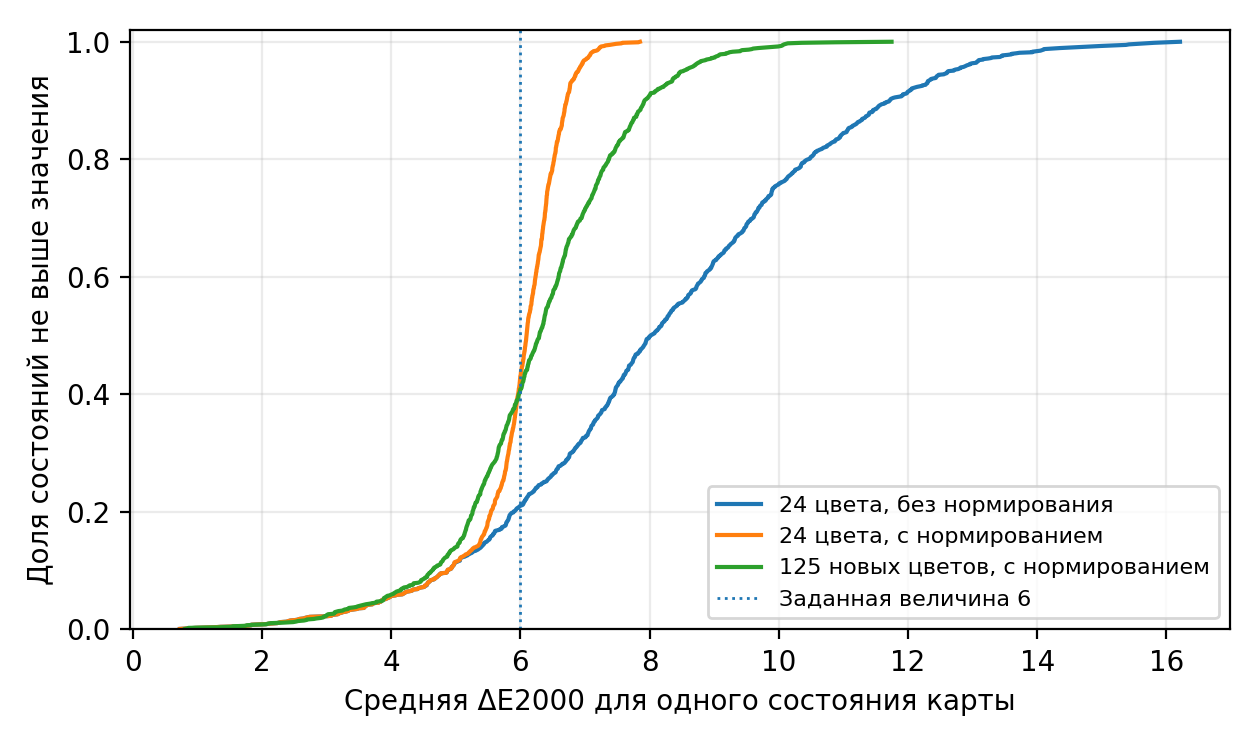 Доля состояний не выше значения
1.0
0.8
0.6
0.4
0.2
0.0
24 цвета, без нормирования
24 цвета, с нормированием
125 новых цветов, с нормированием
Заданная величина 6
0 2 4 6 8 10 12 14 16
Средняя ΔE2000 для одного состояния карты